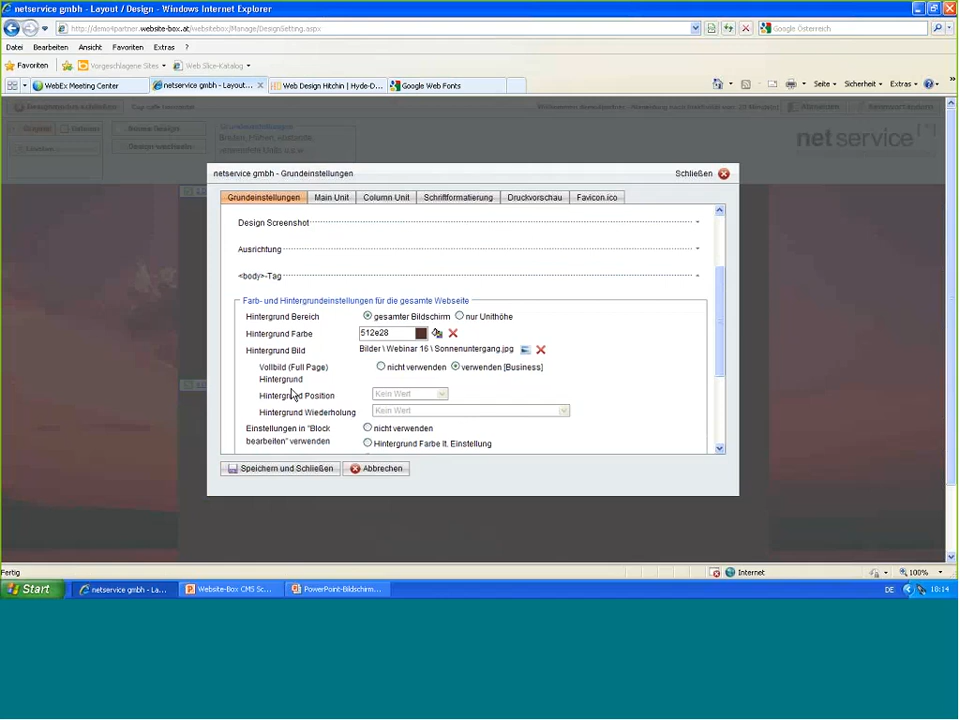 netservice gmbh - Layout / Design - Windows Internet Explorer
http://demo4partner.website-box.at/websitebox/Manage/DesignSetting.aspx
Google Österreich
Datei Bearbeiten Ansicht Favoriten Extras ?
Favoriten Vorgeschlagene Sites Web Slice-Katalog
WebEx Meeting Center netservice gmbh - Layout... X Web Design Hitchin | Hyde-D... Google Web Fonts Seite Sicherheit Extras
Grundeinstellungen
Design bearbeiten
netservice
netservice gmbh - Grundeinstellungen Schließen
Grundeinstellungen Main Unit Column Unit Schriftformatierung Druckvorschau Favicon.ico
Design Screenshot
Ausrichtung
<body>-Tag
Farb- und Hintergrundeinstellungen für die gesamte Webseite
Hintergrund Bereich gesamter Bildschirm nur Unithöhe
Hintergrund Farbe 512e28
Hintergrund Bild Bilder \ Webinar 16 \ Sonnenuntergang.jpg
Vollbild (Full Page) nicht verwenden verwenden [Business]
Hintergrund
Hintergrund Position Kein Wert
Hintergrund Wiederholung Kein Wert
Einstellungen in "Block nicht verwenden
bearbeiten" verwenden Hintergrund Farbe lt. Einstellung
Speichern und Schließen Abbrechen
Fertig Internet 100%
Start netservice gmbh - La... Website-Box CMS Sc... PowerPoint-Bildschirm... DE 18:14